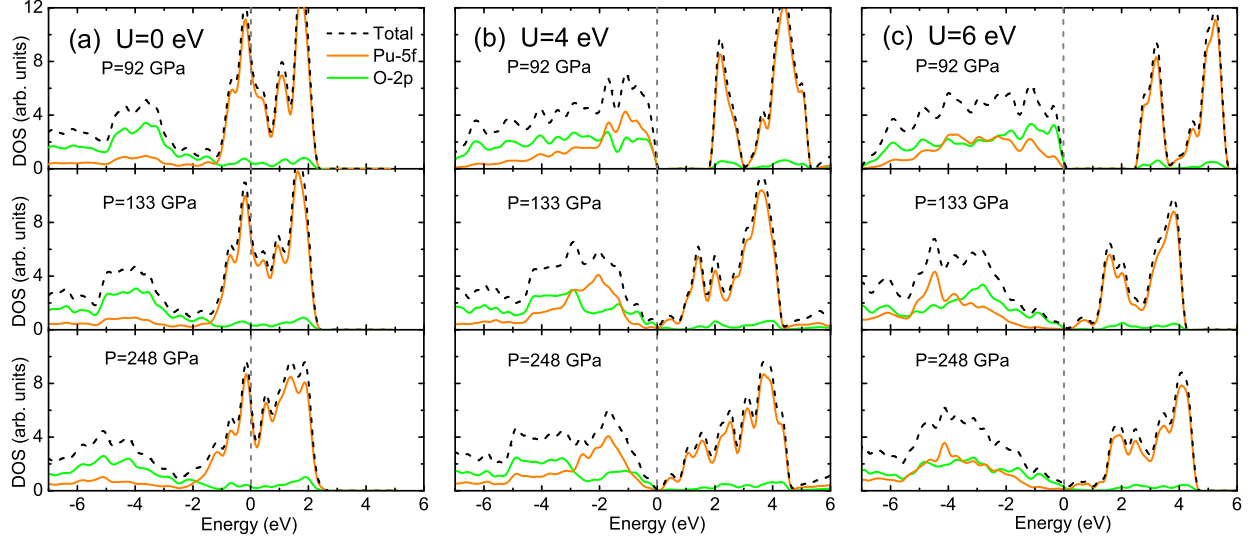 (a) U=0 eV
P=92 GPa
Total
Pu-5f
O-2p
(b) U=4 eV
P=92 GPa
(c) U=6 eV
P=92 GPa
12
8
4
0
DOS (arb. units)
P=133 GPa
P=133 GPa
P=133 GPa
8
4
0
DOS (arb. units)
P=248 GPa
P=248 GPa
P=248 GPa
8
4
0
DOS (arb. units)
-6 -4 -2 0 2 4 6
-6 -4 -2 0 2 4 6
-6 -4 -2 0 2 4 6
Energy (eV)
Energy (eV)
Energy (eV)